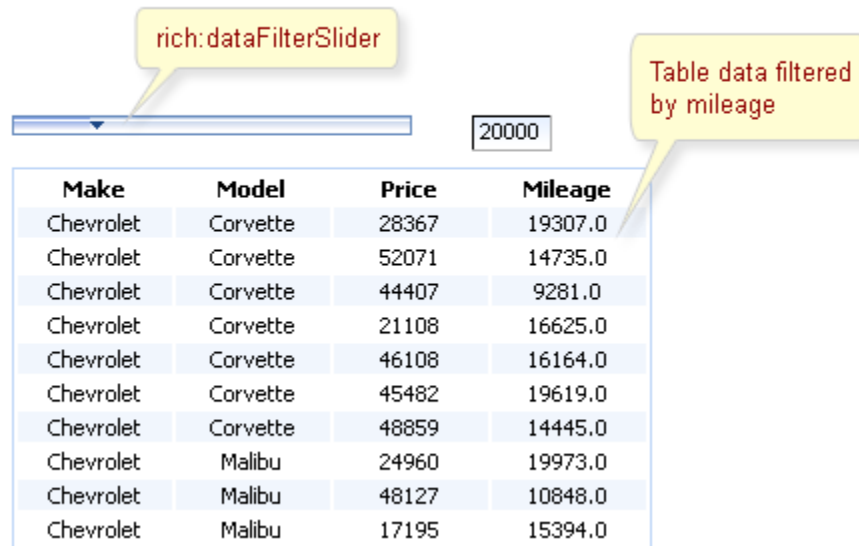 rich:dataFilterSlider
Table data filtered
by mileage
20000
Make Model Price Mileage
Chevrolet Corvette 28367 19307.0
Chevrolet Corvette 52071 14735.0
Chevrolet Corvette 44407 9281.0
Chevrolet Corvette 21108 16625.0
Chevrolet Corvette 46108 16164.0
Chevrolet Corvette 45482 19619.0
Chevrolet Corvette 48859 14445.0
Chevrolet Malibu 24960 19973.0
Chevrolet Malibu 48127 10848.0
Chevrolet Malibu 17195 15394.0